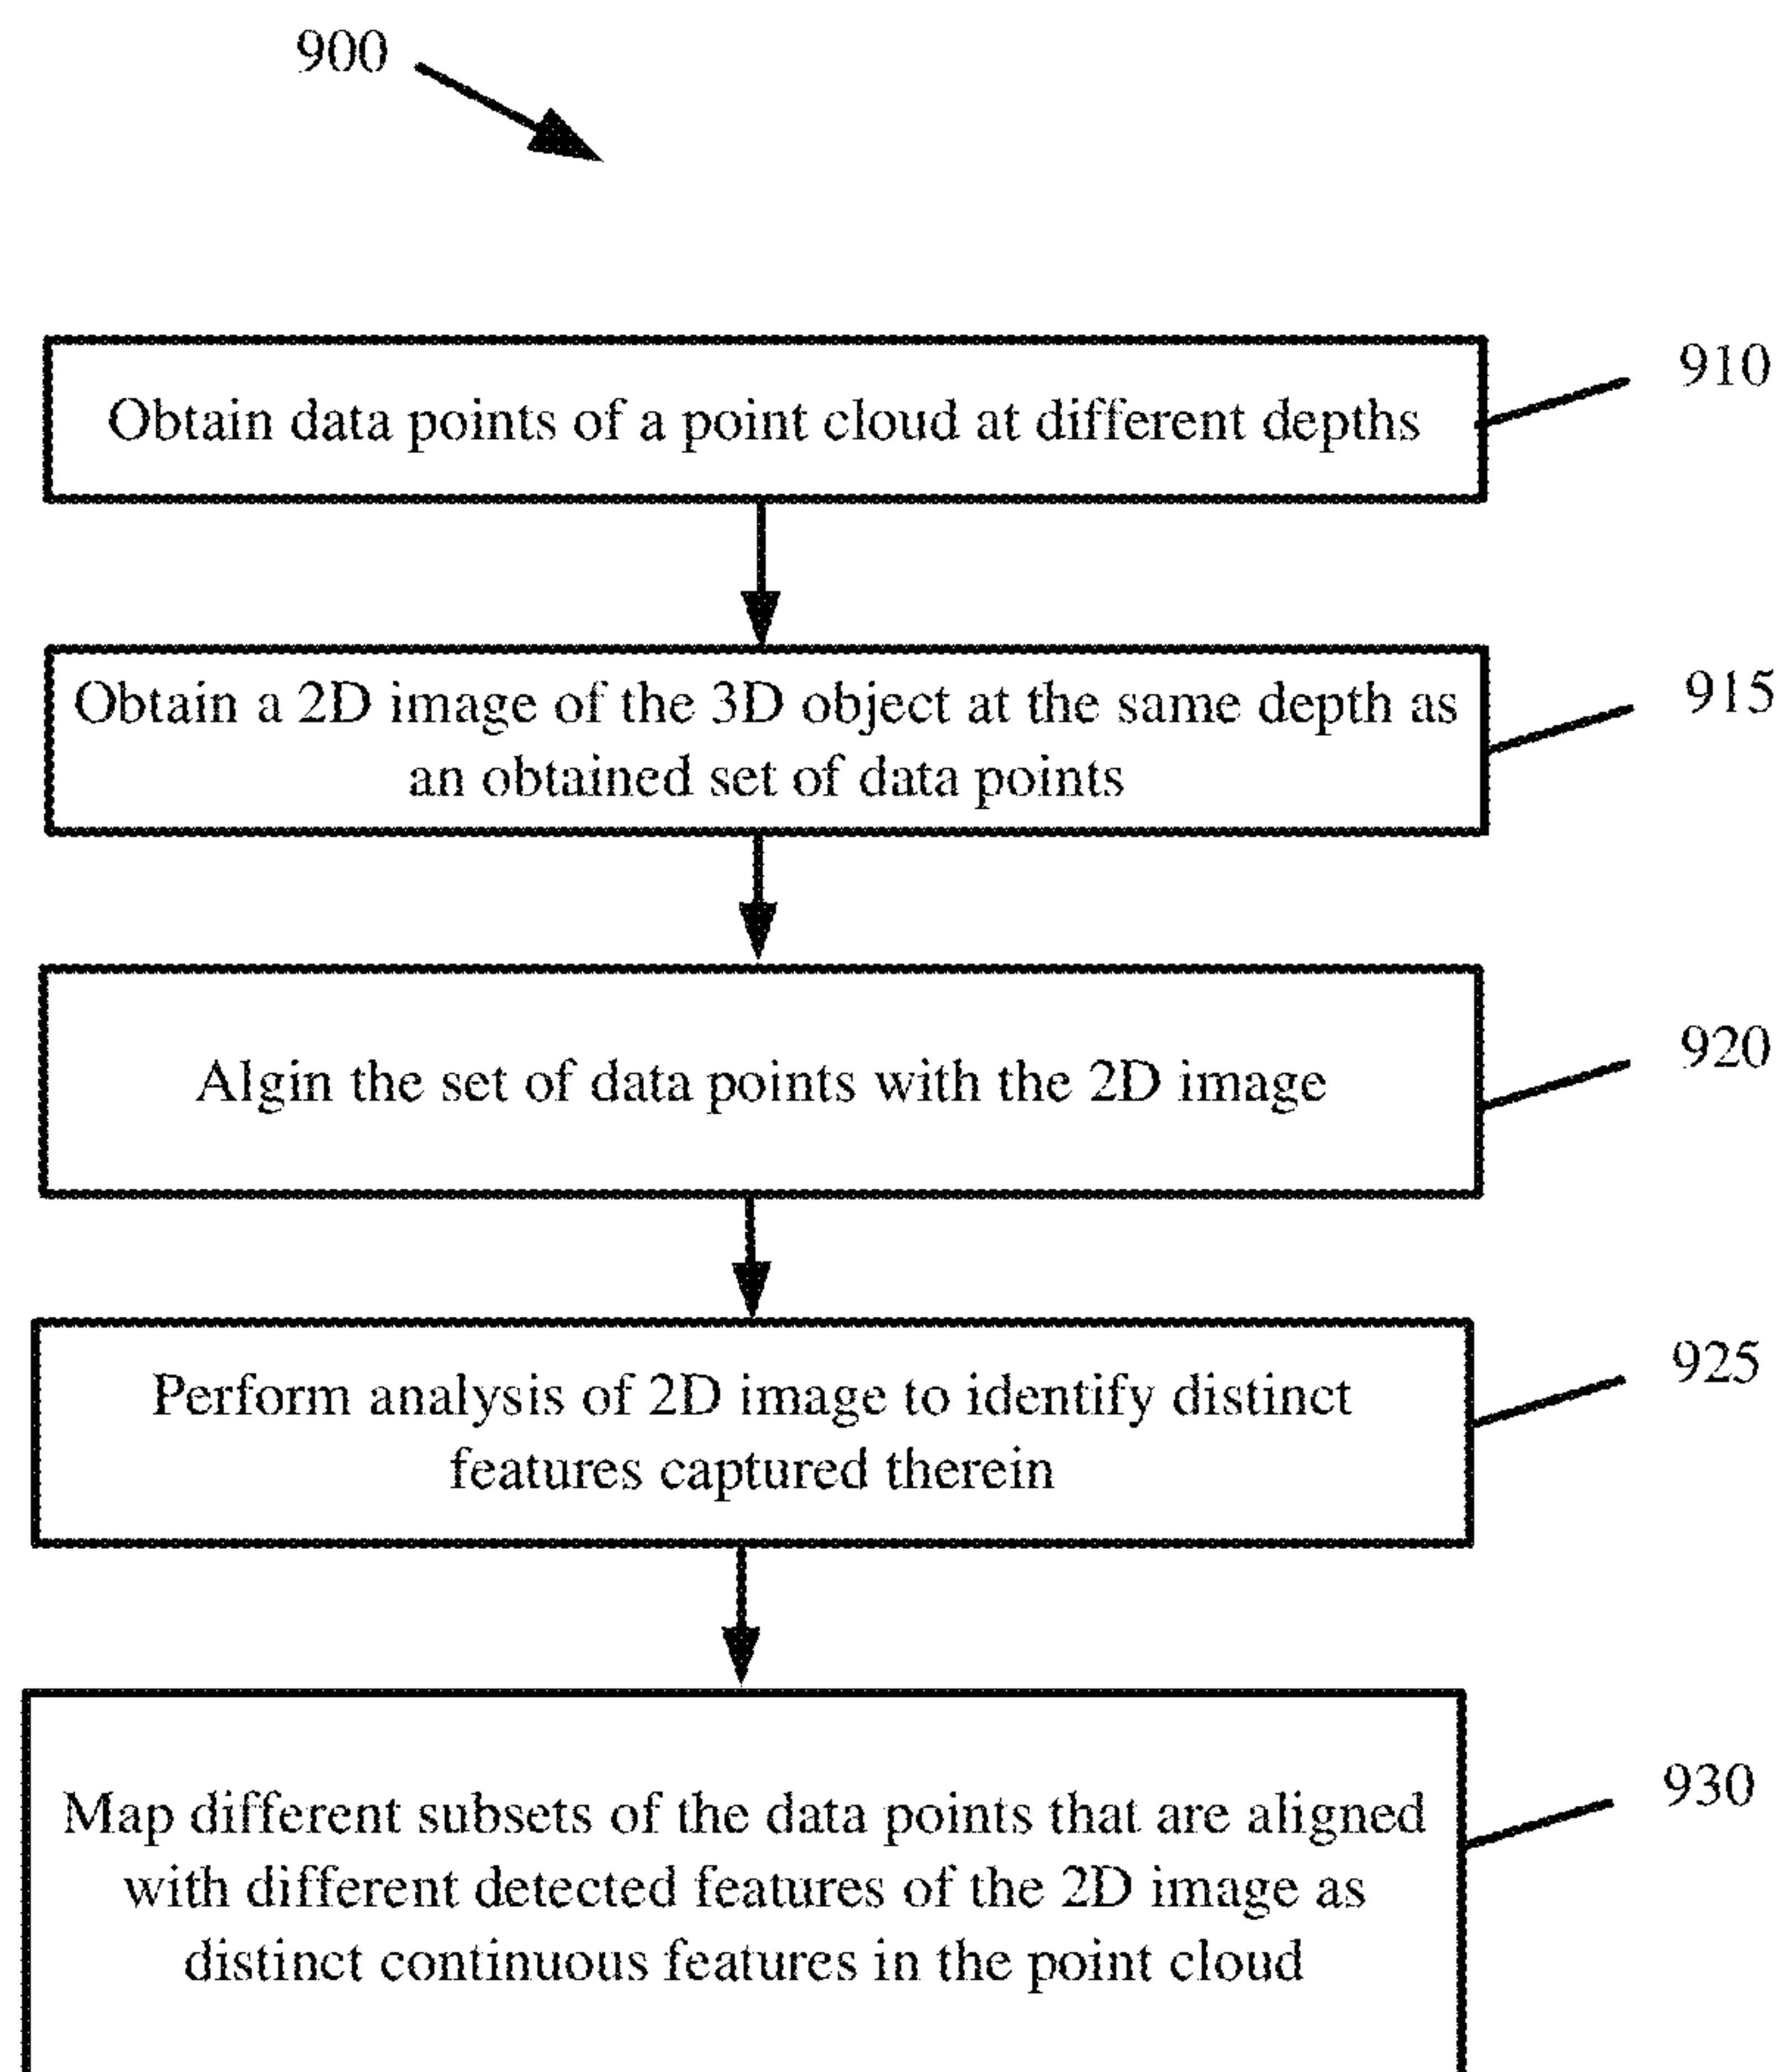 900
Obtain data points of a point cloud at different depths
910
Obtain a 2D image of the 3D object at the same depth as
an obtained set of data points
915
Algin the set of data points with the 2D image
920
Perform analysis of 2D image to identify distinct
features captured therein
925
Map different subsets of the data points that are aligned
with different detected features of the 2D image as
distinct continuous features in the point cloud
930